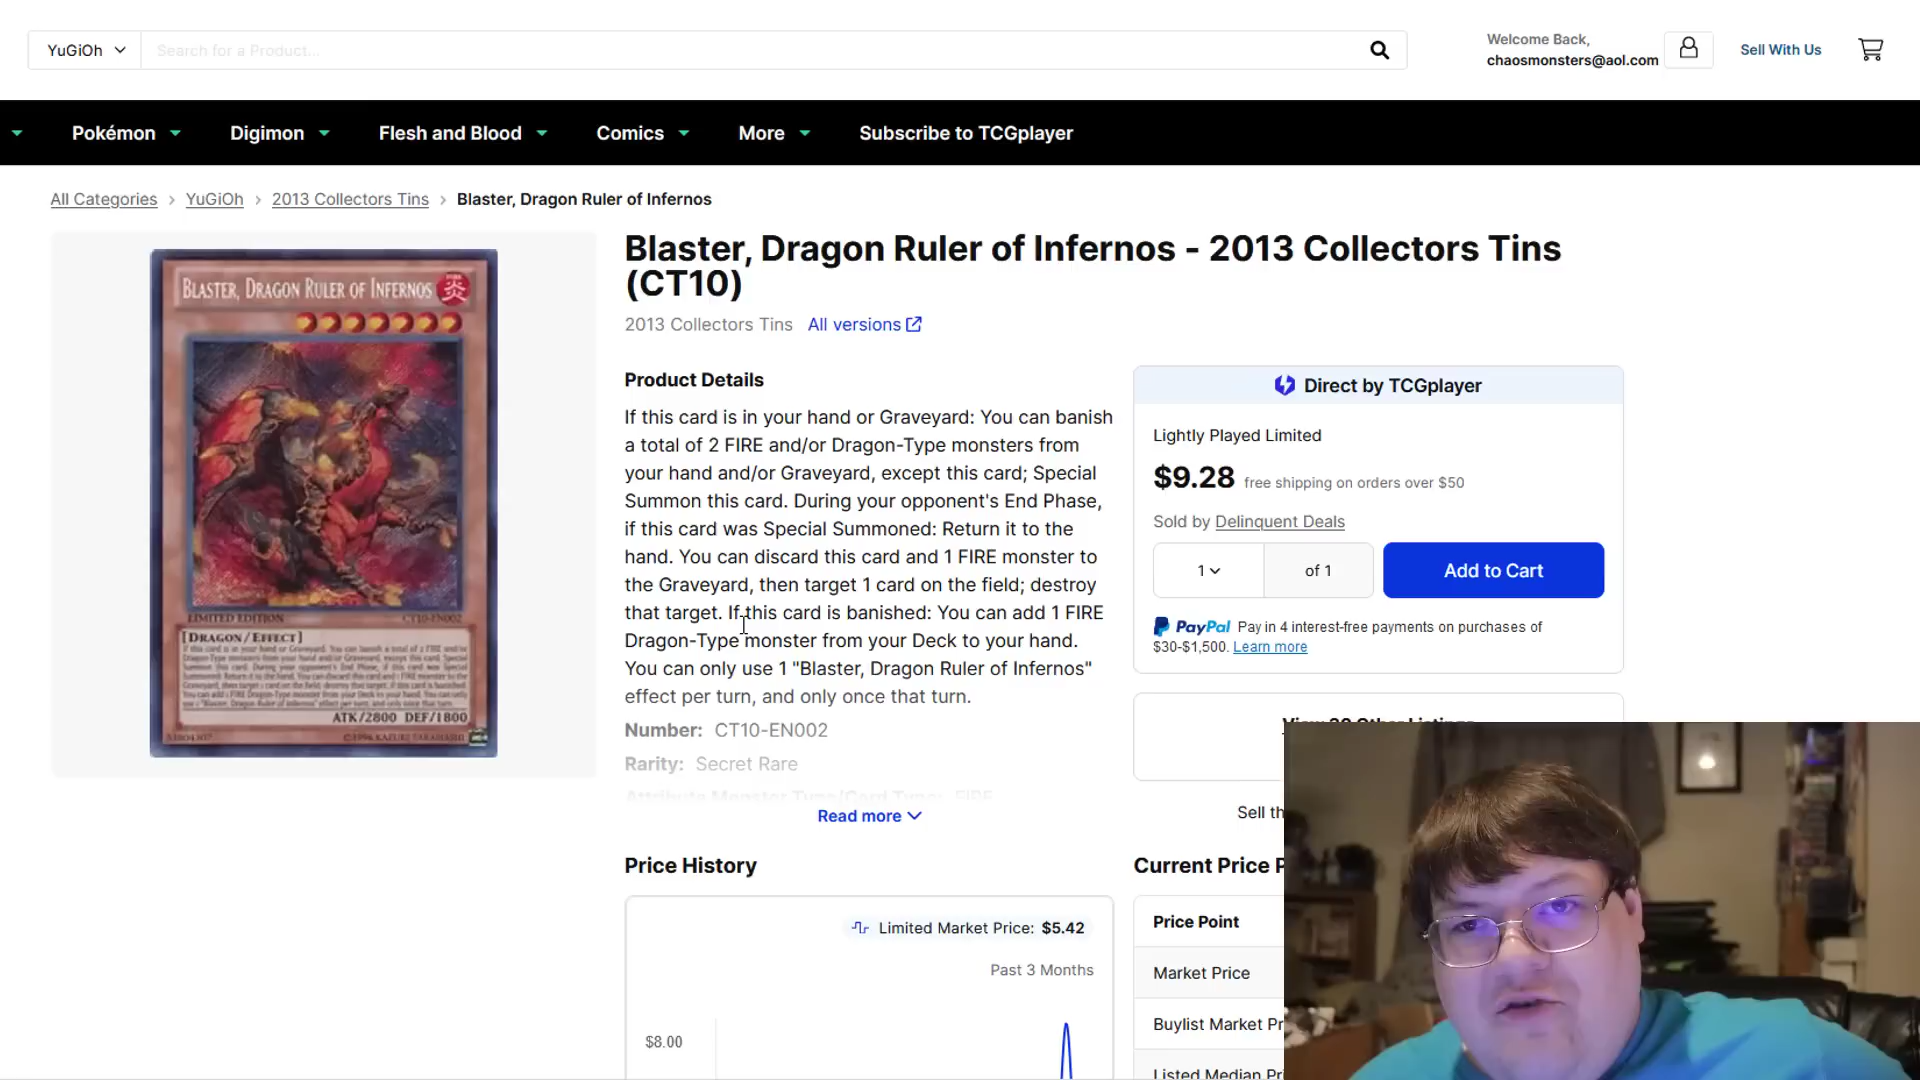 YuGiOh
Search for a Product...
Welcome Back,
chaosmonsters@aol.com
Sell With Us
Pokémon
Digimon
Flesh and Blood
Comics
More
Subscribe to TCGplayer
All Categories > YuGiOh > 2013 Collectors Tins > Blaster, Dragon Ruler of Infernos
BLASTER, DRAGON RULER OF INFERNOS
炎
LIMITED EDITION CT10-EN002
[DRAGON/EFFECT]
ATK/2800 DEF/1800
Blaster, Dragon Ruler of Infernos - 2013 Collectors Tins
(CT10)
2013 Collectors Tins All versions
Product Details
If this card is in your hand or Graveyard: You can banish
a total of 2 FIRE and/or Dragon-Type monsters from
your hand and/or Graveyard, except this card; Special
Summon this card. During your opponent's End Phase,
if this card was Special Summoned: Return it to the
hand. You can discard this card and 1 FIRE monster to
the Graveyard, then target 1 card on the field; destroy
that target. If this card is banished: You can add 1 FIRE
Dragon-Type monster from your Deck to your hand.
You can only use 1 "Blaster, Dragon Ruler of Infernos"
effect per turn, and only once that turn.
Number: CT10-EN002
Rarity: Secret Rare
Read more
Direct by TCGplayer
Lightly Played Limited
$9.28 free shipping on orders over $50
Sold by Delinquent Deals
1 of 1
Add to Cart
PayPal Pay in 4 interest-free payments on purchases of
$30-$1,500. Learn more
Sell
Price History
Limited Market Price: $5.42
Past 3 Months
$8.00
Current Price
Price Point
Market Price
Buylist Market
Listed Median